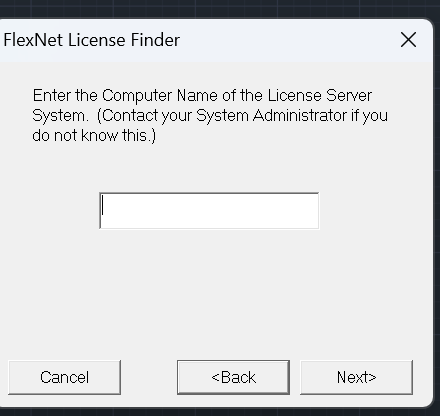 FlexNet License Finder
Enter the Computer Name of the License Server
System. (Contact your System Administrator if you
do not know this.)
Cancel
<Back
Next>